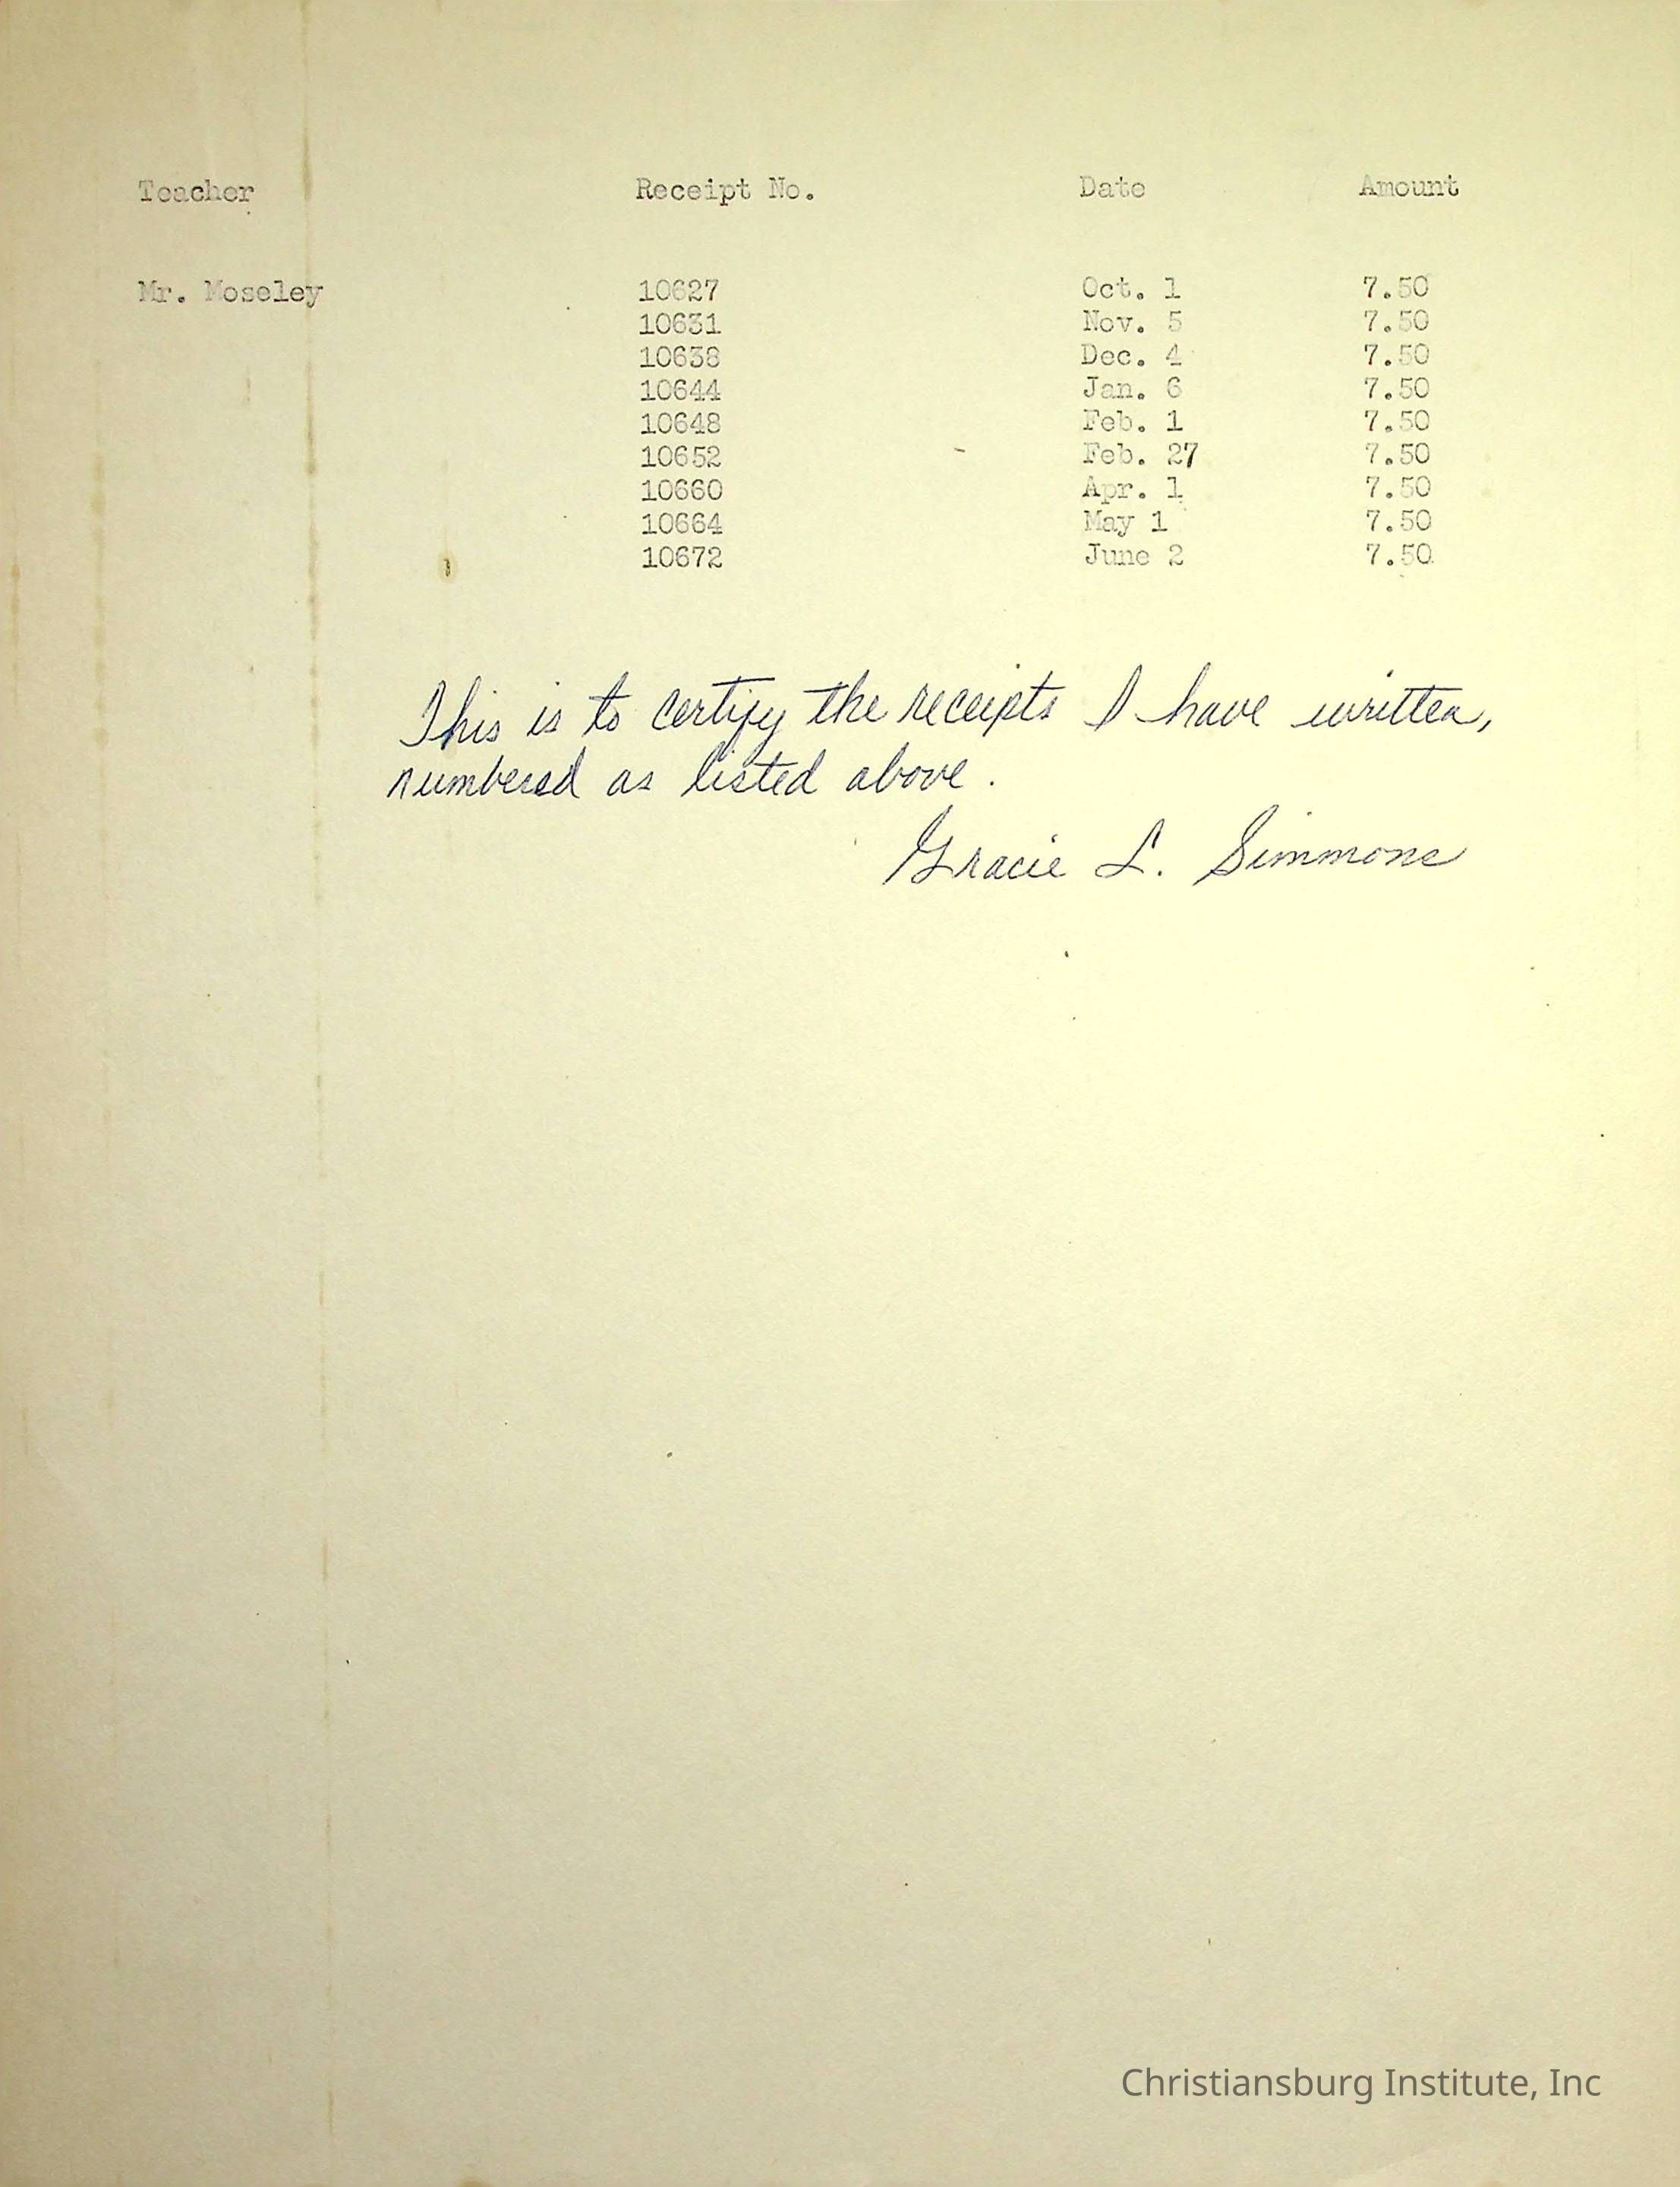 Teacher Receipt No. Date Amount
Mr. Moseley 10627 Oct. 1 7.50
10631 Nov. 5 7.50
10638 Dec. 4 7.50
10644 Jan. 6 7.50
10648 Feb. 1 7.50
10652 Feb. 27 7.50
10660 Apr. 1 7.50
10664 May 1 7.50
10672 June 2 7.50
This is to certify the receipts I have written,
numbered as listed above.
Gracie L. Simmons
Christiansburg Institute, Inc